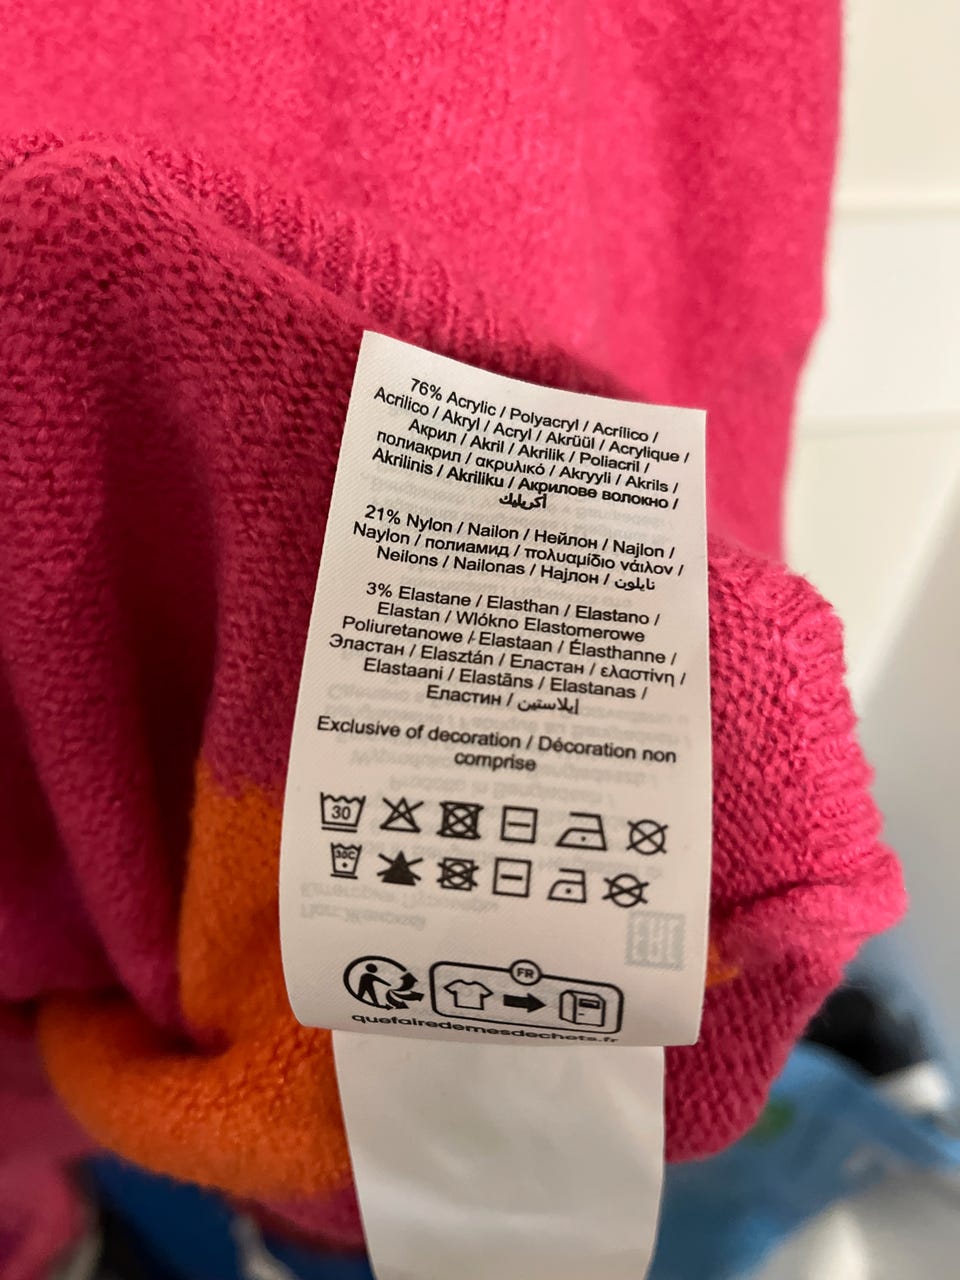 76% Acrylic / Polyacryl / Acrílico /
Acrilico / Akryl / Acryl / Akrüül / Acrylique /
Акрил / Akril / Akrilik / Poliacril /
полиакрил / ακρυλικό / Akryyli / Akrils /
Akrilinis / Akriliku / Акрилове волокно /
أكريليك
21% Nylon / Nailon / Нейлон / Najlon /
Naylon / полиамид / πολυαμίδιο νάιλον /
Neilons / Nailonas / Најлон / نايلون
3% Elastane / Elasthan / Elastano /
Elastan / Wlókno Elastomerowe
Poliuretanowe / Elastaan / Élasthanne /
Эластан / Elasztán / Еластан / ελαστίνη /
Elastaani / Elastāns / Elastanas /
Еластин / إيلاستين
Exclusive of decoration / Décoration non
comprise
30
30C
FR
quefairedemesdechets.fr